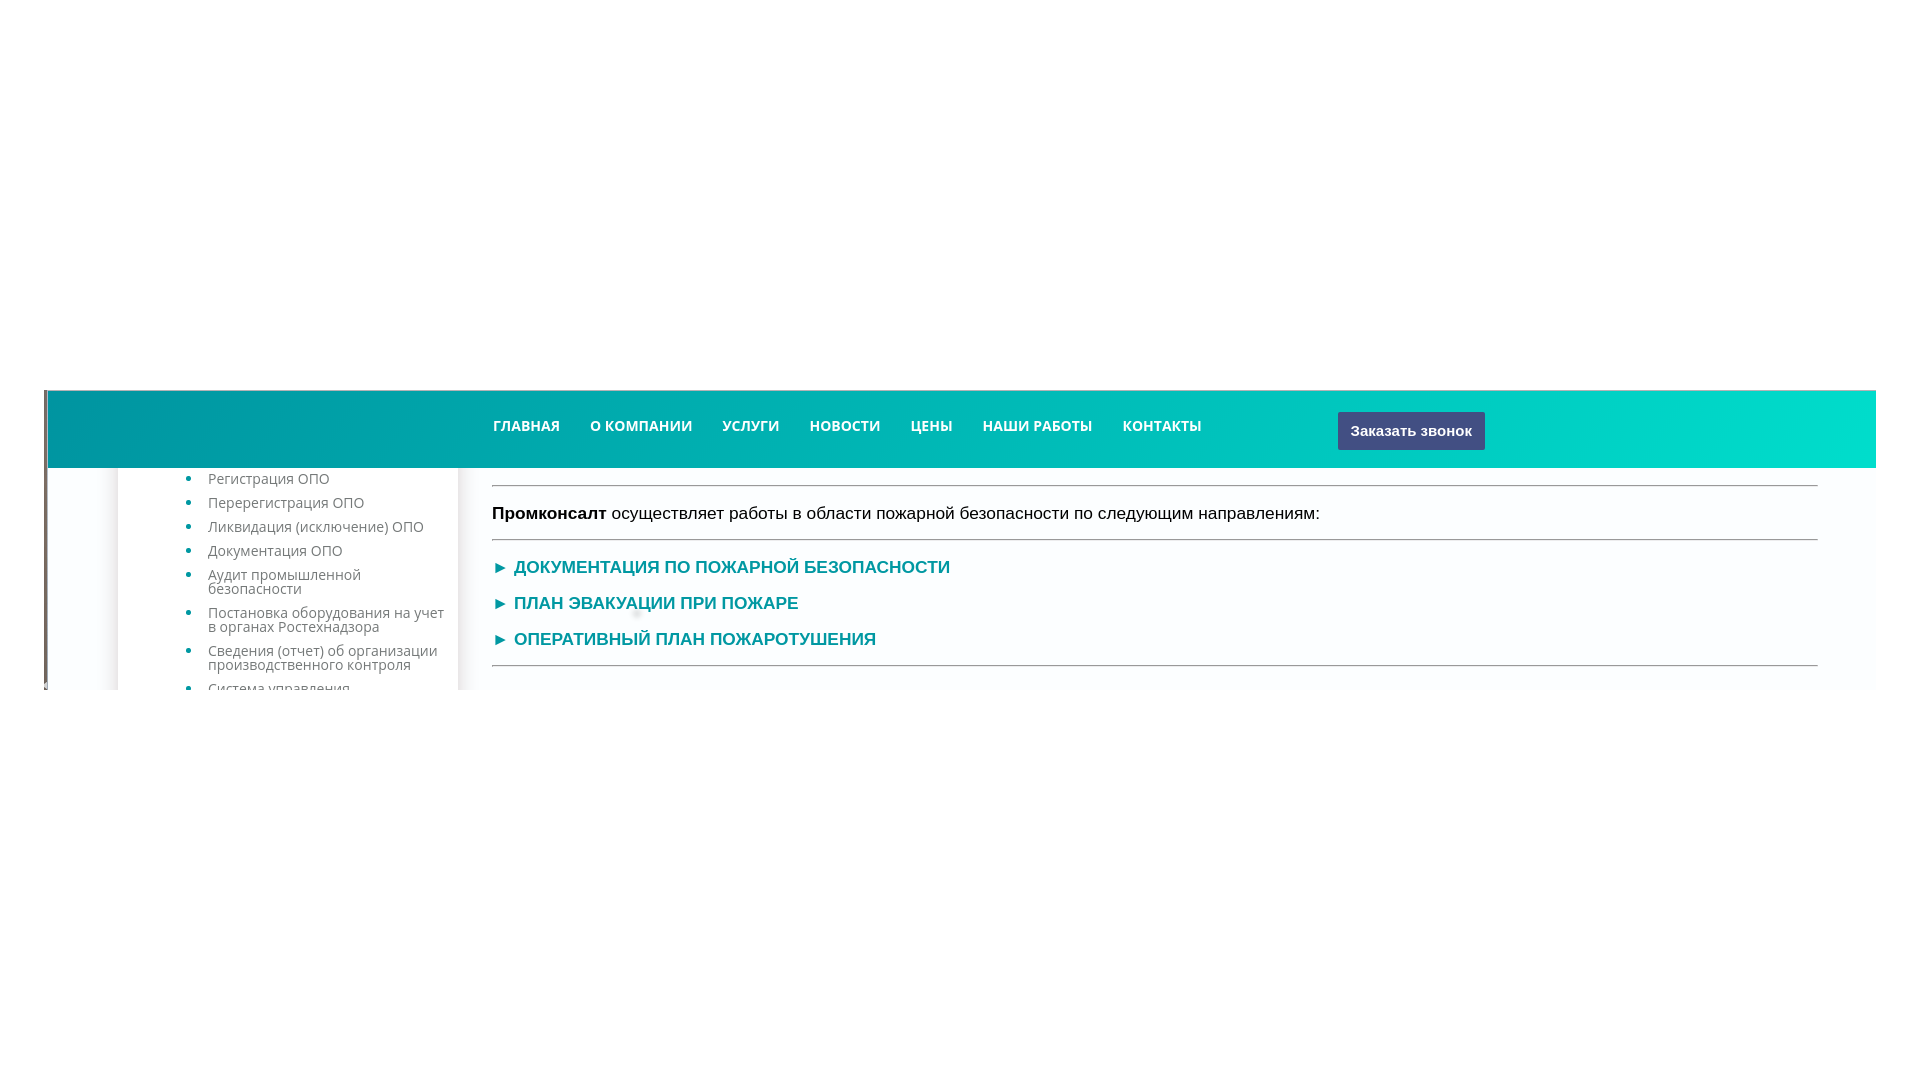 ГЛАВНАЯ О КОМПАНИИ УСЛУГИ НОВОСТИ ЦЕНЫ НАШИ РАБОТЫ КОНТАКТЫ Заказать звонок
Регистрация ОПО
Перерегистрация ОПО
Ликвидация (исключение) ОПО
Документация ОПО
Аудит промышленной
безопасности
Постановка оборудования на учет
в органах Ростехнадзора
Сведения (отчет) об организации
производственного контроля
Система управления
Промконсалт осуществляет работы в области пожарной безопасности по следующим направлениям:
► ДОКУМЕНТАЦИЯ ПО ПОЖАРНОЙ БЕЗОПАСНОСТИ
► ПЛАН ЭВАКУАЦИИ ПРИ ПОЖАРЕ
► ОПЕРАТИВНЫЙ ПЛАН ПОЖАРОТУШЕНИЯ